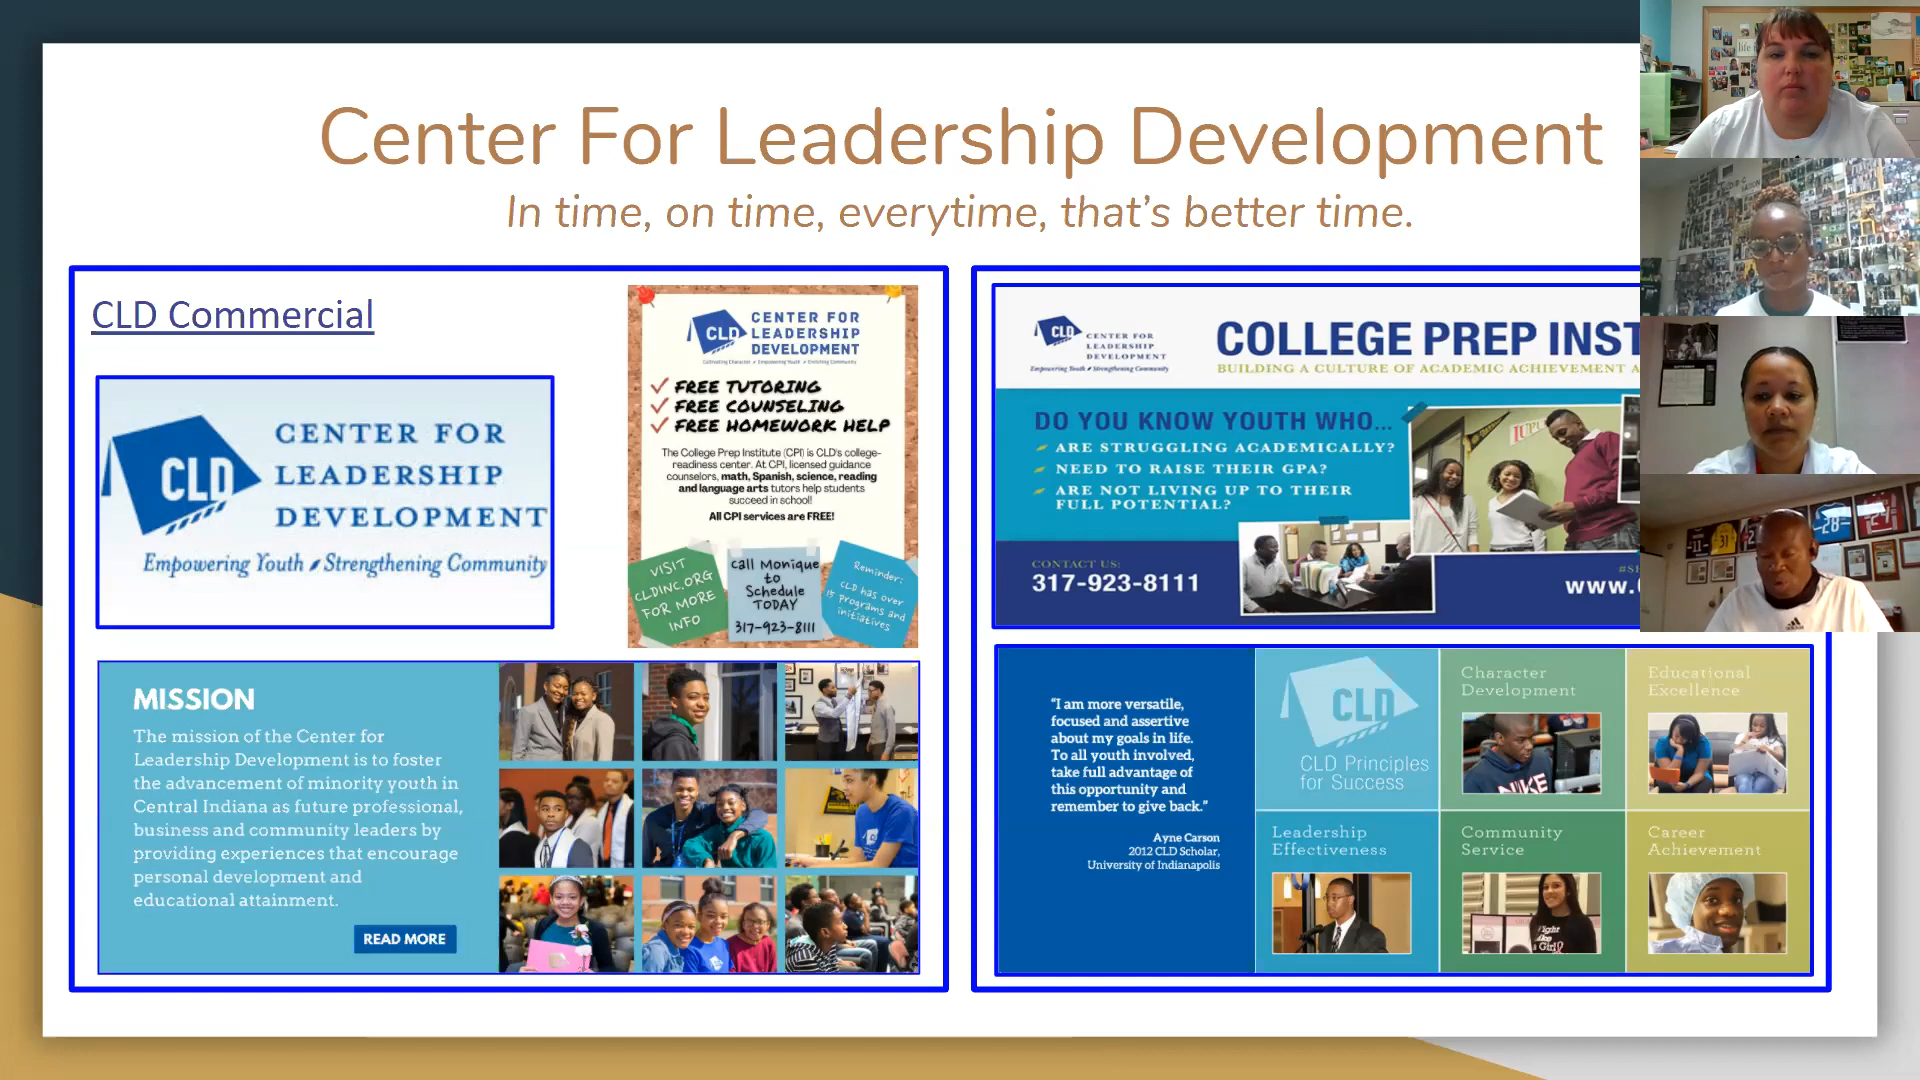 Center For Leadership Development
In time, on time, everytime, that's better time.
CLD Commercial
CLD
CENTER FOR
LEADERSHIP
DEVELOPMENT
Empowering Youth Strengthening Community
CLD
CENTER FOR
LEADERSHIP
DEVELOPMENT
Cultivating Character • Empowering Youth • Enriching Community
FREE TUTORING
FREE COUNSELING
FREE HOMEWORK HELP
The College Prep Institute (CPI) is CLD's college-
readiness center. At CPI, licensed guidance
counselors, math, Spanish, science, reading
and language arts tutors help students
succeed in school!
All CPI services are FREE!
VISIT
CLDINC.ORG
FOR MORE
INFO
Call Monique
to
Schedule
TODAY
317-923-8111
Reminder:
CLD has over
15 Programs and
initiatives
MISSION
The mission of the Center for
Leadership Development is to foster
the advancement of minority youth in
Central Indiana as future professional,
business and community leaders by
providing experiences that encourage
personal development and
educational attainment.
READ MORE
CLD
CENTER FOR
LEADERSHIP
DEVELOPMENT
Empowering Youth Strengthening Community
COLLEGE PREP INST
BUILDING A CULTURE OF ACADEMIC ACHIEVEMENT A
DO YOU KNOW YOUTH WHO...
ARE STRUGGLING ACADEMICALLY?
NEED TO RAISE THEIR GPA?
ARE NOT LIVING UP TO THEIR
FULL POTENTIAL?
CONTACT US:
317-923-8111
www.
"I am more versatile,
focused and assertive
about my goals in life.
To all youth involved,
take full advantage of
this opportunity and
remember to give back."
Ayne Carson
2012 CLD Scholar,
University of Indianapolis
CLD
CLD Principles
for Success
Character
Development
Educational
Excellence
Leadership
Effectiveness
Community
Service
Career
Achievement